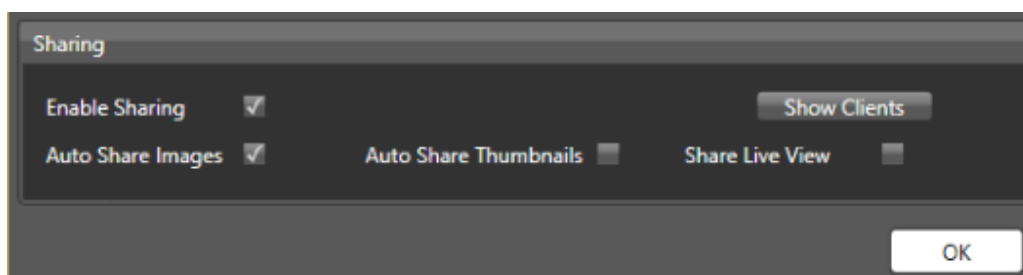 Sharing
Enable Sharing Show Clients
Auto Share Images Auto Share Thumbnails Share Live View
OK